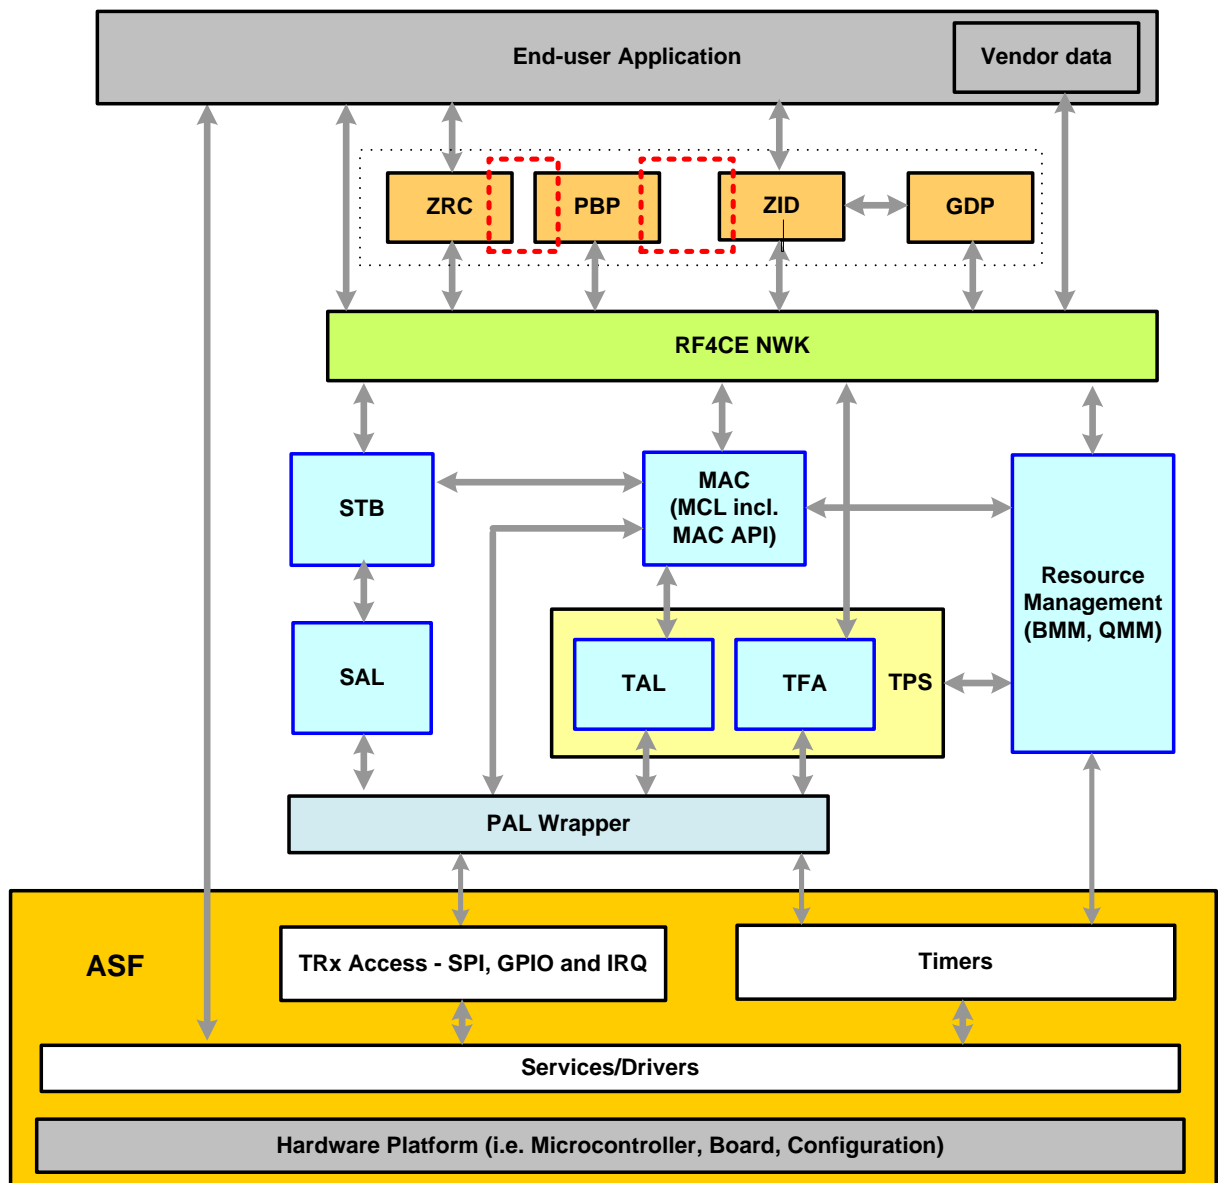 End-user Application
Vendor data
ZRC
PBP
ZID
GDP
RF4CE NWK
STB
MAC
(MCL incl.
MAC API)
Resource
Management
(BMM, QMM)
SAL
TAL
TFA
TPS
PAL Wrapper
ASF
TRx Access - SPI, GPIO and IRQ
Timers
Services/Drivers
Hardware Platform (i.e. Microcontroller, Board, Configuration)